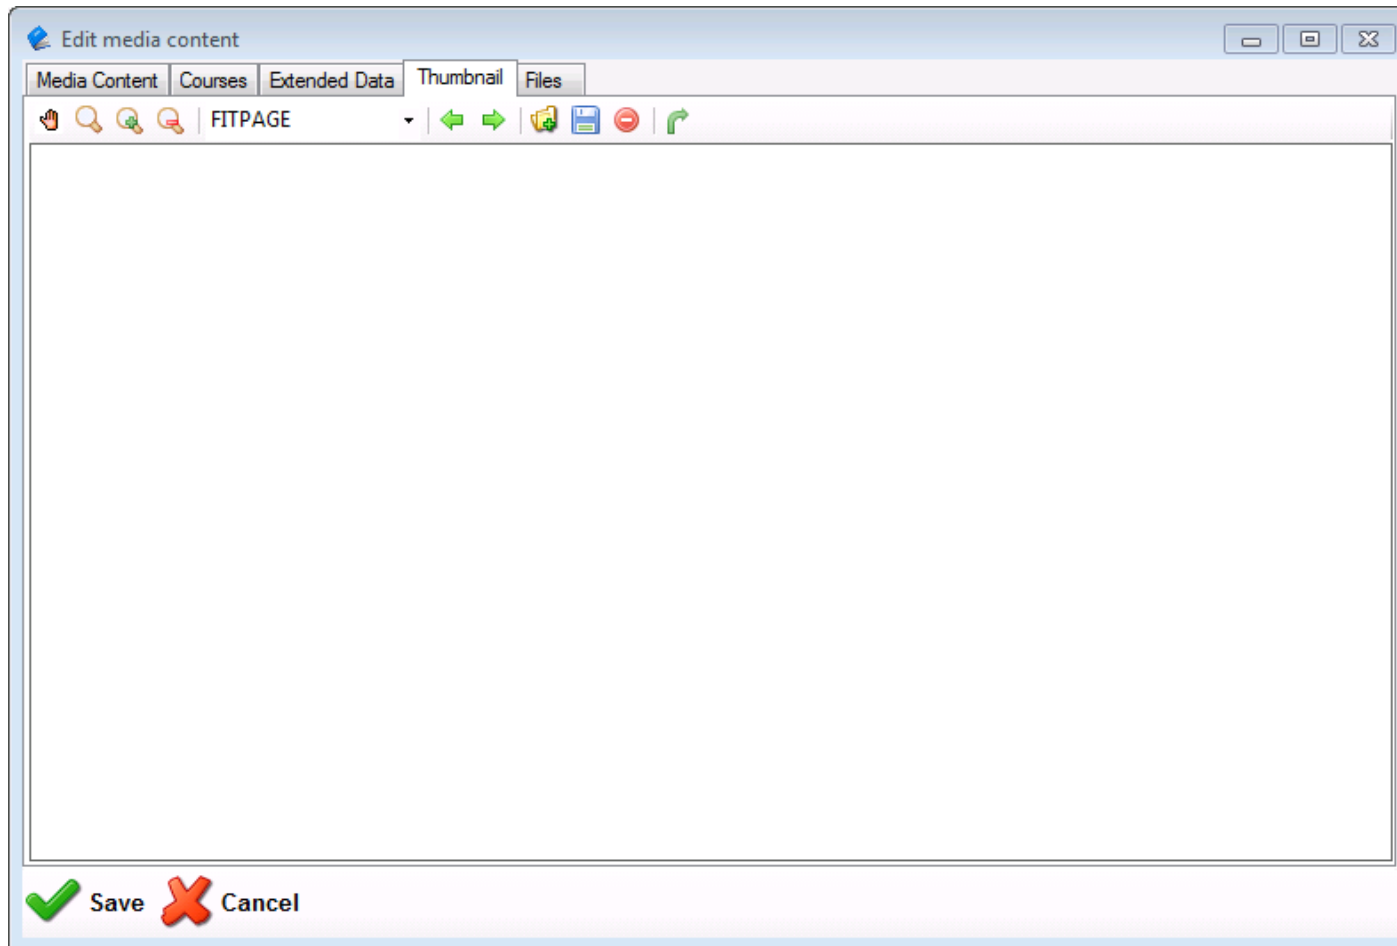 Edit media content
Media Content Courses Extended Data Thumbnail Files
FITPAGE
Save Cancel